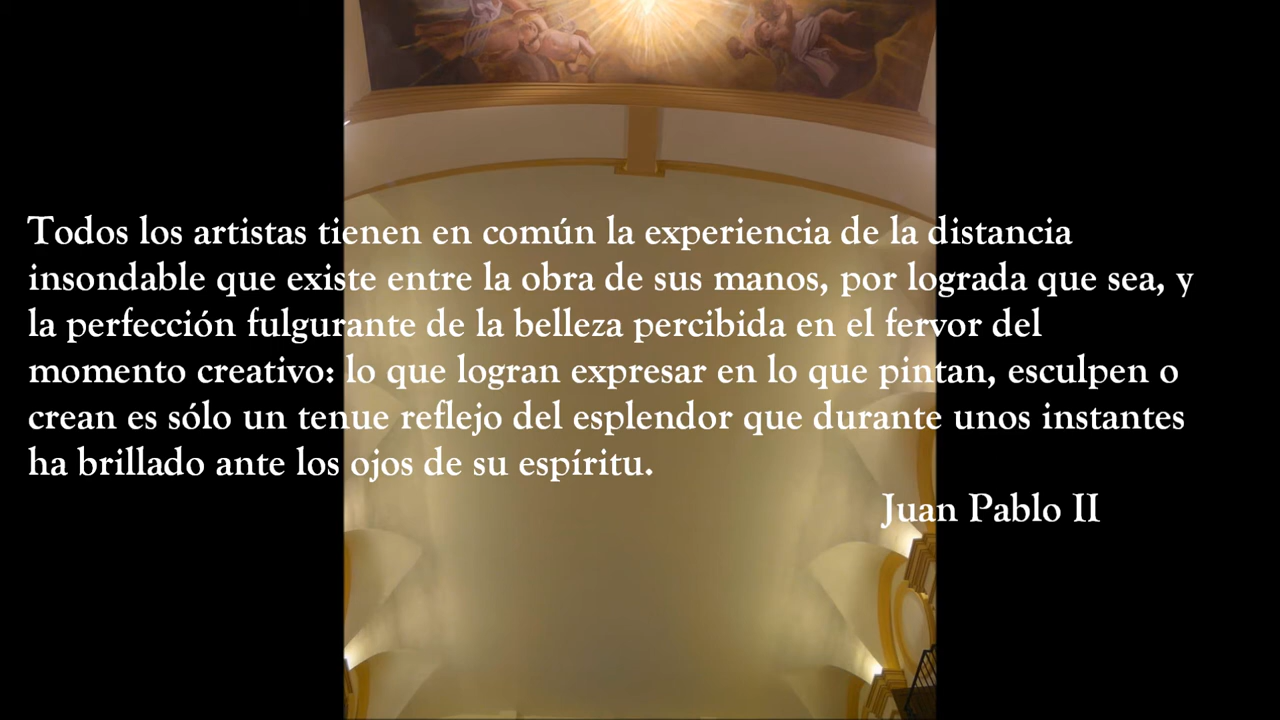 Todos los artistas tienen en común la experiencia de la distancia
insondable que existe entre la obra de sus manos, por lograda que sea, y
la perfección fulgurante de la belleza percibida en el fervor del
momento creativo: lo que logran expresar en lo que pintan, esculpen o
crean es sólo un tenue reflejo del esplendor que durante unos instantes
ha brillado ante los ojos de su espíritu.
Juan Pablo II